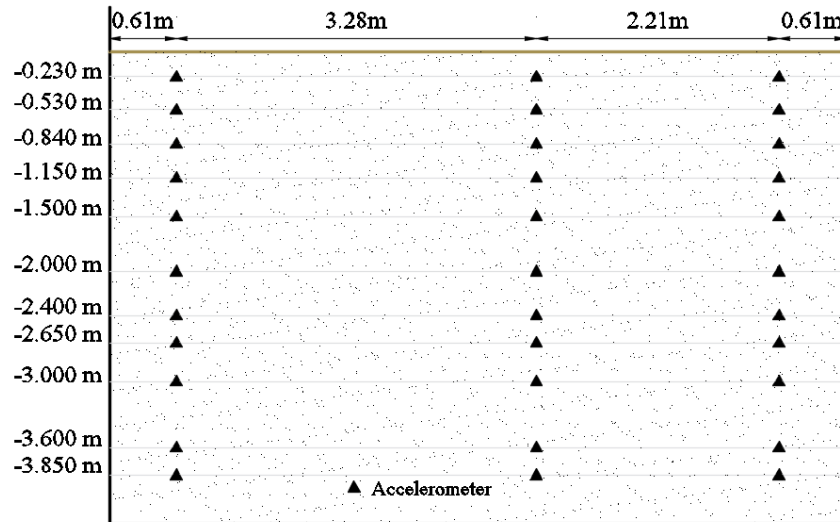 0.61m 3.28m 2.21m 0.61m
-0.230 m
-0.530 m
-0.840 m
-1.150 m
-1.500 m
-2.000 m
-2.400 m
-2.650 m
-3.000 m
-3.600 m
-3.850 m
Accelerometer